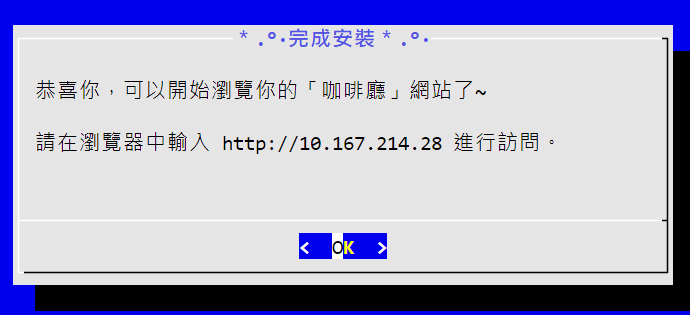 * .°·完成安裝 * .°·
恭喜你，可以開始瀏覽你的「咖啡廳」網站了~
請在瀏覽器中輸入 http://10.167.214.28 進行訪問。
< OK >